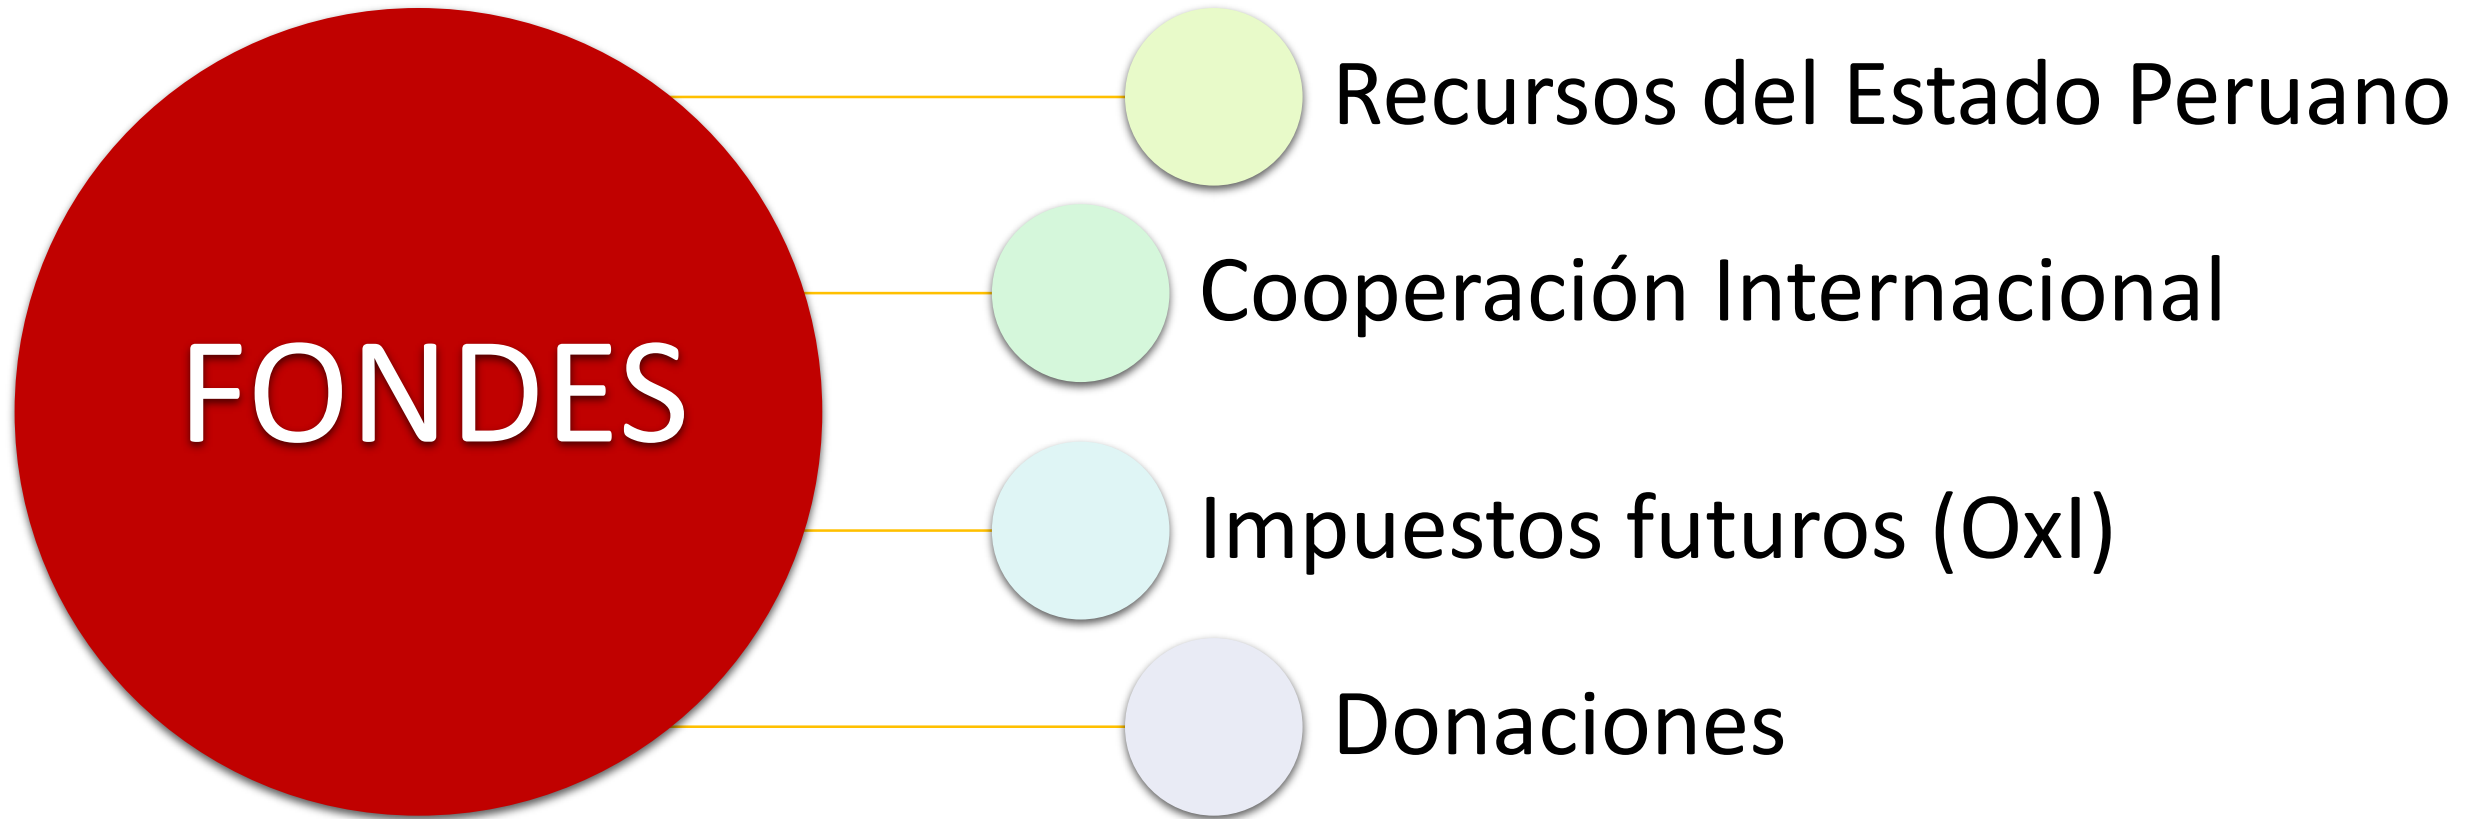 FONDES
Recursos del Estado Peruano
Cooperación Internacional
Impuestos futuros (OxI)
Donaciones